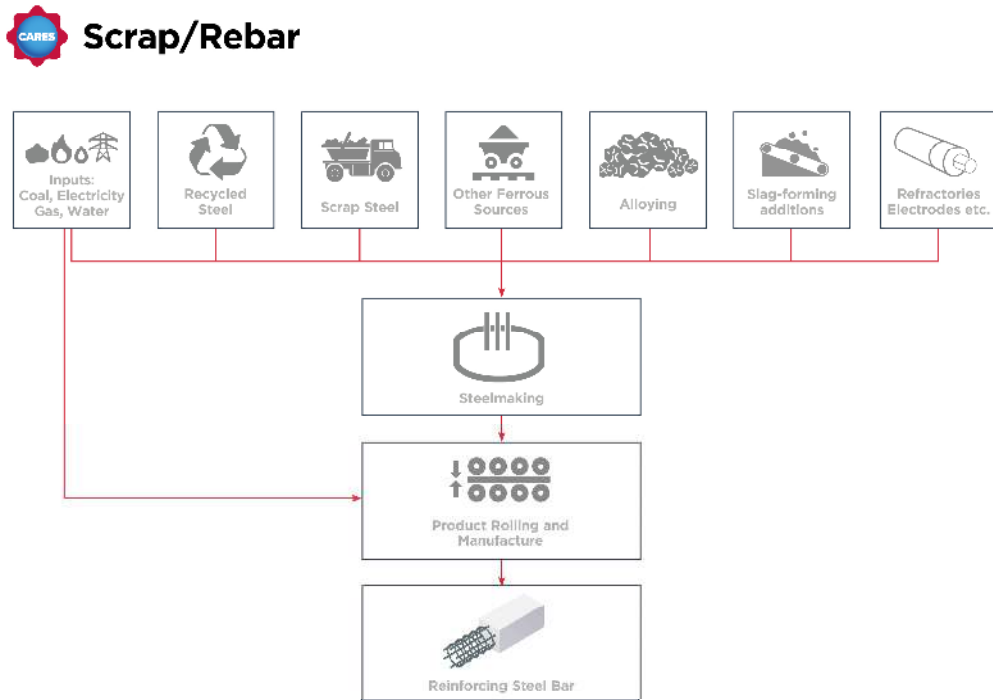 CARES
Scrap/Rebar
Inputs:
Coal, Electricity
Gas, Water
Recycled
Steel
Scrap Steel
Other Ferrous
Sources
Alloying
Slag-forming
additions
Refractories
Electrodes etc.
Steelmaking
Product Rolling and
Manufacture
Reinforcing Steel Bar